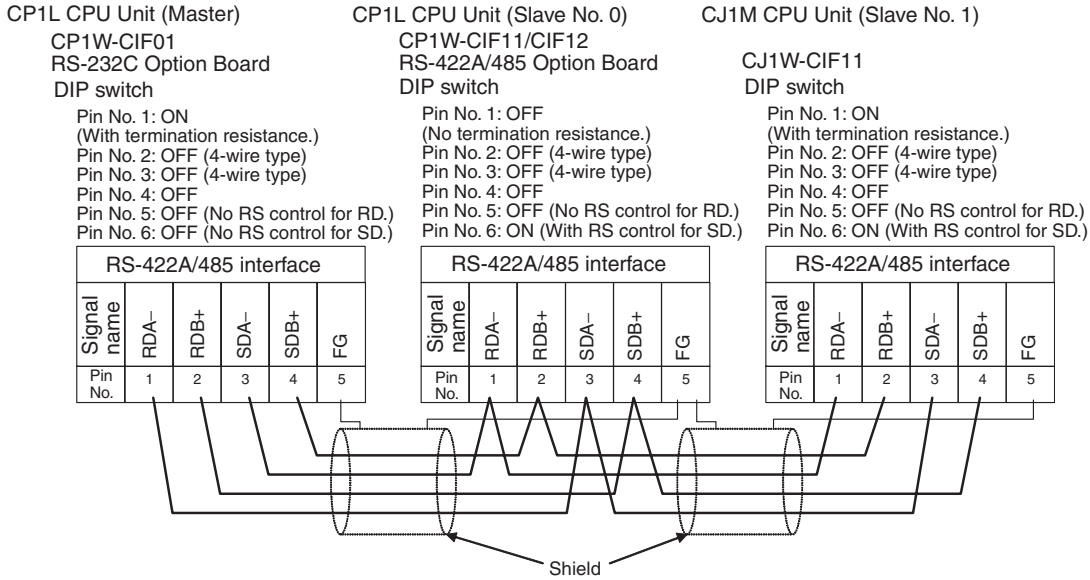 CP1L CPU Unit (Master)
CP1W-CIF01
RS-232C Option Board
DIP switch
Pin No. 1: ON
(With termination resistance.)
Pin No. 2: OFF (4-wire type)
Pin No. 3: OFF (4-wire type)
Pin No. 4: OFF
Pin No. 5: OFF (No RS control for RD.)
Pin No. 6: OFF (No RS control for SD.)
RS-422A/485 interface
Signal name
RDA−
RDB+
SDA−
SDB+
FG
Pin No.
1
2
3
4
5
CP1L CPU Unit (Slave No. 0)
CP1W-CIF11/CIF12
RS-422A/485 Option Board
DIP switch
Pin No. 1: OFF
(No termination resistance.)
Pin No. 2: OFF (4-wire type)
Pin No. 3: OFF (4-wire type)
Pin No. 4: OFF
Pin No. 5: OFF (No RS control for RD.)
Pin No. 6: ON (With RS control for SD.)
RS-422A/485 interface
Signal name
RDA−
RDB+
SDA−
SDB+
FG
Pin No.
1
2
3
4
5
CJ1M CPU Unit (Slave No. 1)
CJ1W-CIF11
DIP switch
Pin No. 1: ON
(With termination resistance.)
Pin No. 2: OFF (4-wire type)
Pin No. 3: OFF (4-wire type)
Pin No. 4: OFF
Pin No. 5: OFF (No RS control for RD.)
Pin No. 6: ON (With RS control for SD.)
RS-422A/485 interface
Signal name
RDA−
RDB+
SDA−
SDB+
FG
Pin No.
1
2
3
4
5
Shield